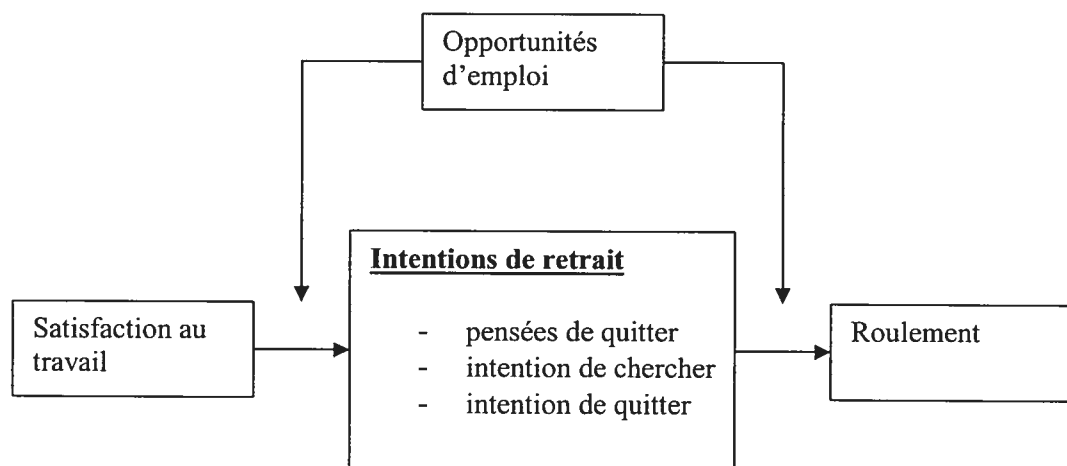 Opportunités
d'emploi
Intentions de retrait
- pensées de quitter
- intention de chercher
- intention de quitter
Satisfaction au
travail
Roulement